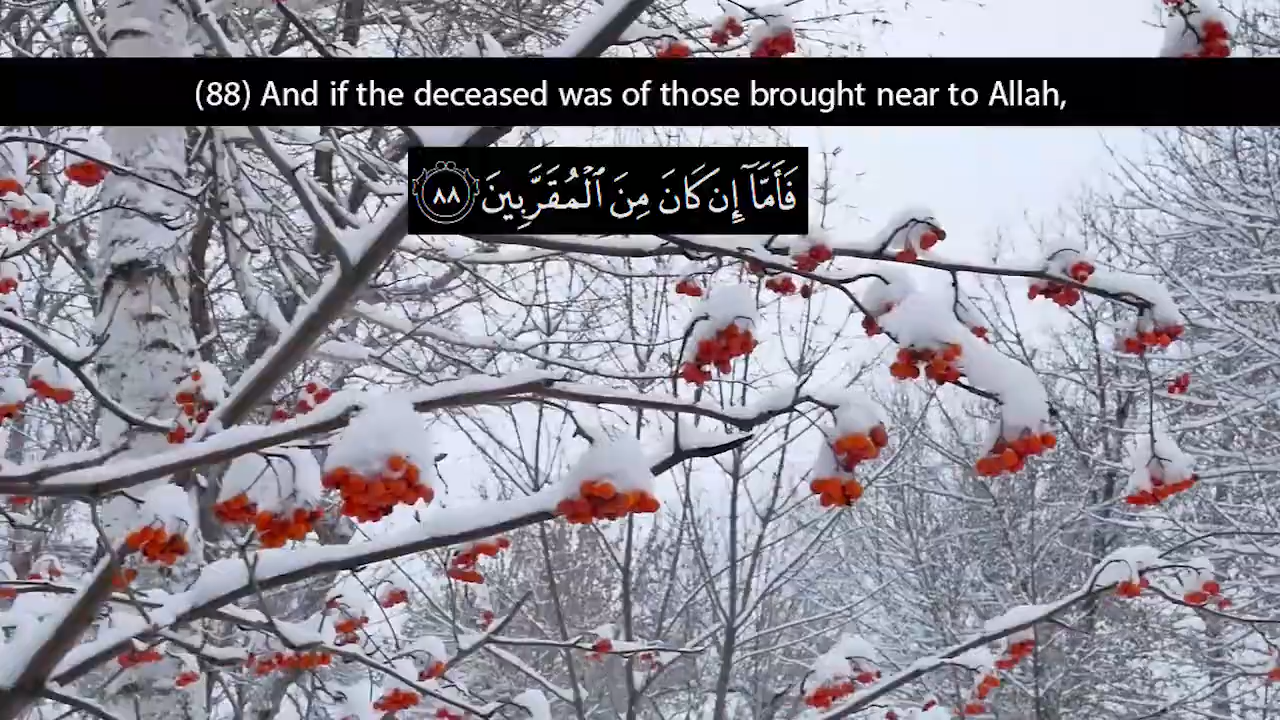 (88) And if the deceased was of those brought near to Allah,
فَأَمَّآ إِن كَانَ مِنَ ٱلْمُقَرَّبِينَ ٨٨